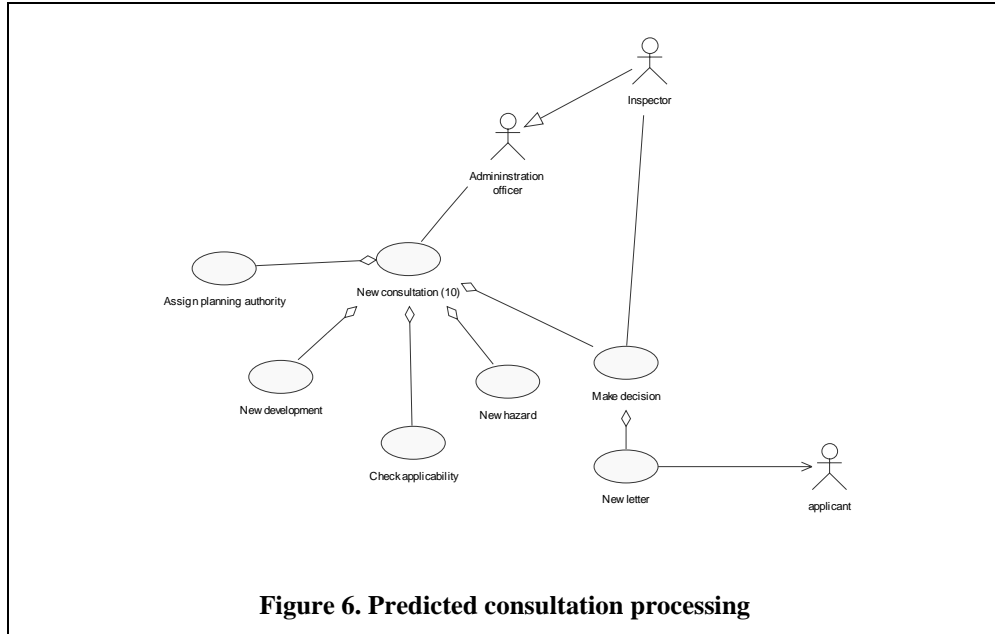 Inspector
Admininstration
officer
New consultation (10)
Assign planning authority
New development
New hazard
Make decision
Check applicability
New letter
applicant
Figure 6. Predicted consultation processing